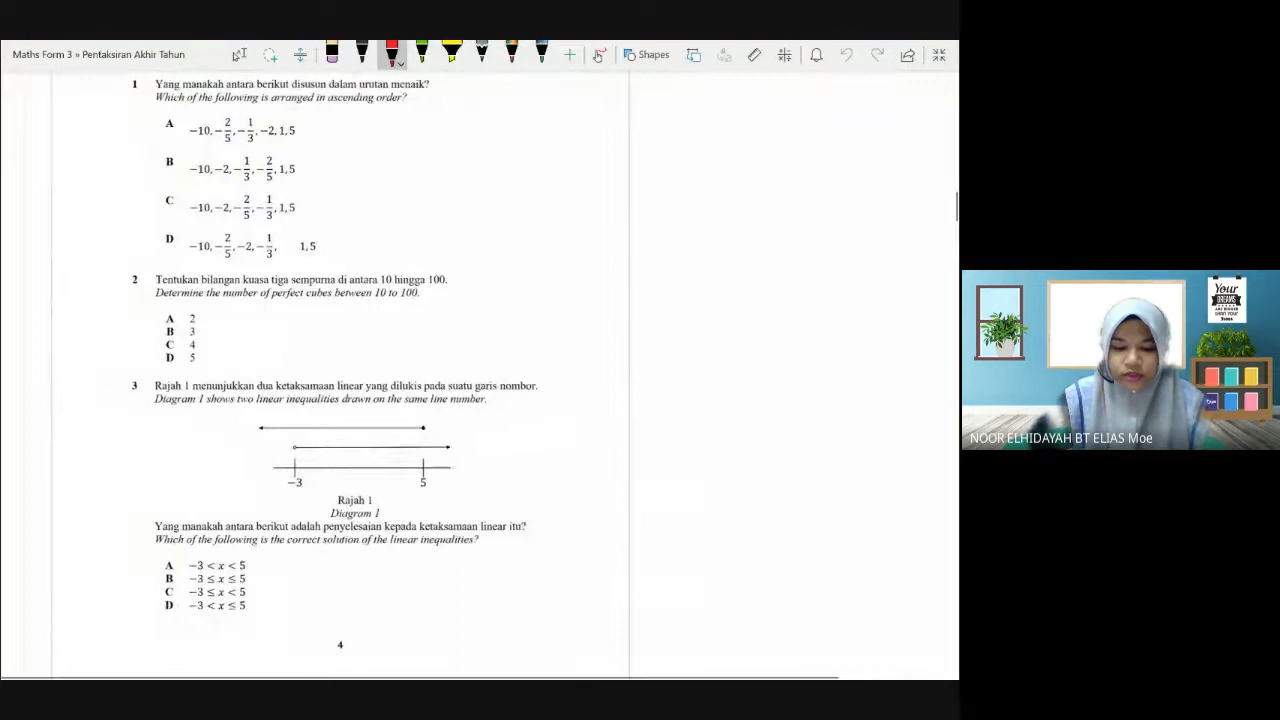 Maths Form 3 » Pentaksiran Akhir Tahun
Shapes
1 Yang manakah antara berikut disusun dalam urutan menaik?
Which of the following is arranged in ascending order?
A −10, −2/5, −1/3, −2, 1, 5
B −10, −2, −1/3, −2/5, 1, 5
C −10, −2, −2/5, −1/3, 1, 5
D −10, −2/5, −2, −1/3, 1, 5
2 Tentukan bilangan kuasa tiga sempurna di antara 10 hingga 100.
Determine the number of perfect cubes between 10 to 100.
A 2
B 3
C 4
D 5
3 Rajah 1 menunjukkan dua ketaksamaan linear yang dilukis pada suatu garis nombor.
Diagram 1 shows two linear inequalities drawn on the same line number.
−3 5
Rajah 1
Diagram 1
Yang manakah antara berikut adalah penyelesaian kepada ketaksamaan linear itu?
Which of the following is the correct solution of the linear inequalities?
A −3 < x < 5
B −3 ≤ x ≤ 5
C −3 ≤ x < 5
D −3 < x ≤ 5
4
Your
DREAMS
NOOR ELHIDAYAH BT ELIAS Moe